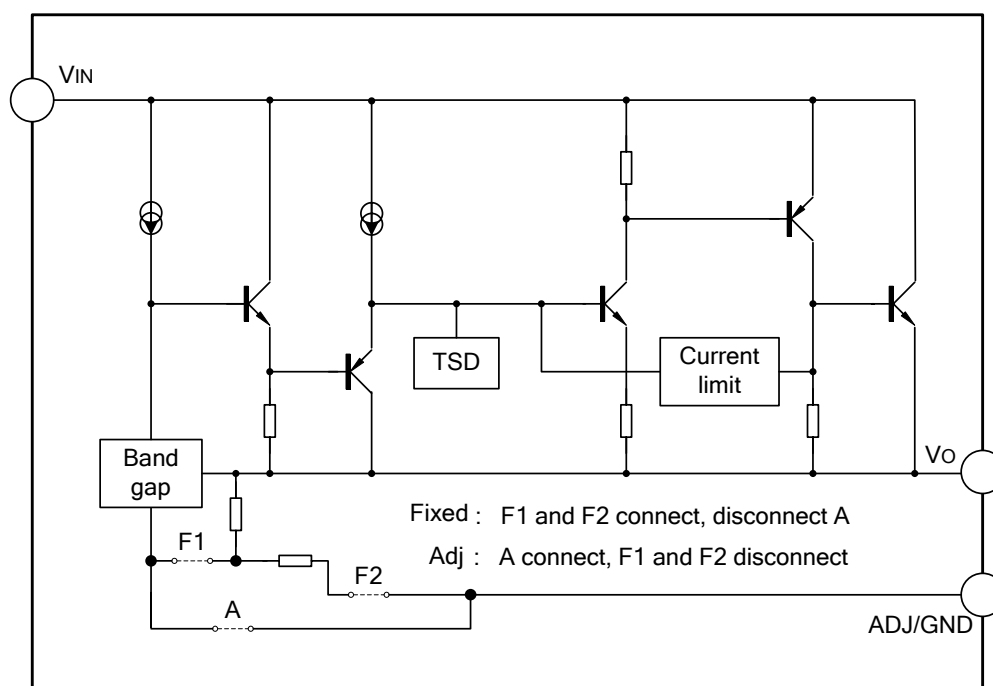 VIN
TSD
Current
limit
Band
gap
VO
Fixed : F1 and F2 connect, disconnect A
Adj : A connect, F1 and F2 disconnect
F1
F2
A
ADJ/GND